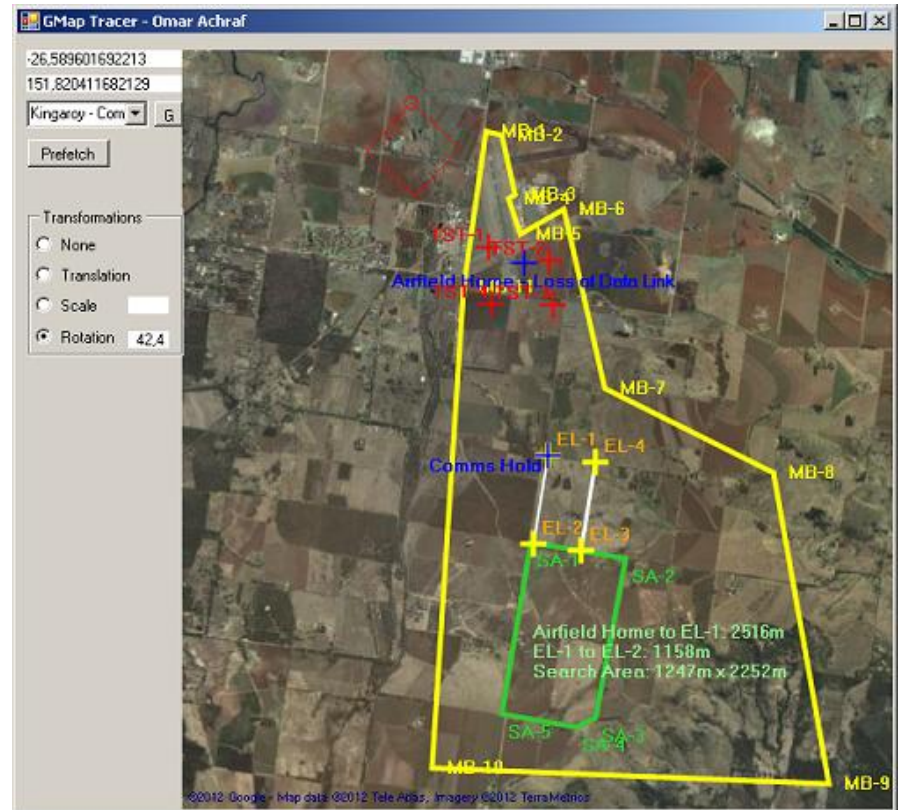 GMap Tracer - Omar Achraf
-26,589601692213
151,820411682129
Kingaroy - Com
G
Prefetch
Transformations
None
Translation
Scale
Rotation
42,4
MB-1
MB-2
MB-3
MB-4
MB-6
MB-5
TST-1
TST-2
Airfield Home - Loss of Data Link
MB-7
EL-1
EL-4
Comms Hold
MB-8
EL-2
EL-3
SA-1
SA-2
Airfield Home to EL-1: 2516m
EL-1 to EL-2: 1158m
Search Area: 1247m x 2252m
SA-5
SA-3
SA-4
MB-10
MB-9
©2012 Google - Map data ©2012 Tele Atlas, Imagery ©2012 TerraMetrics